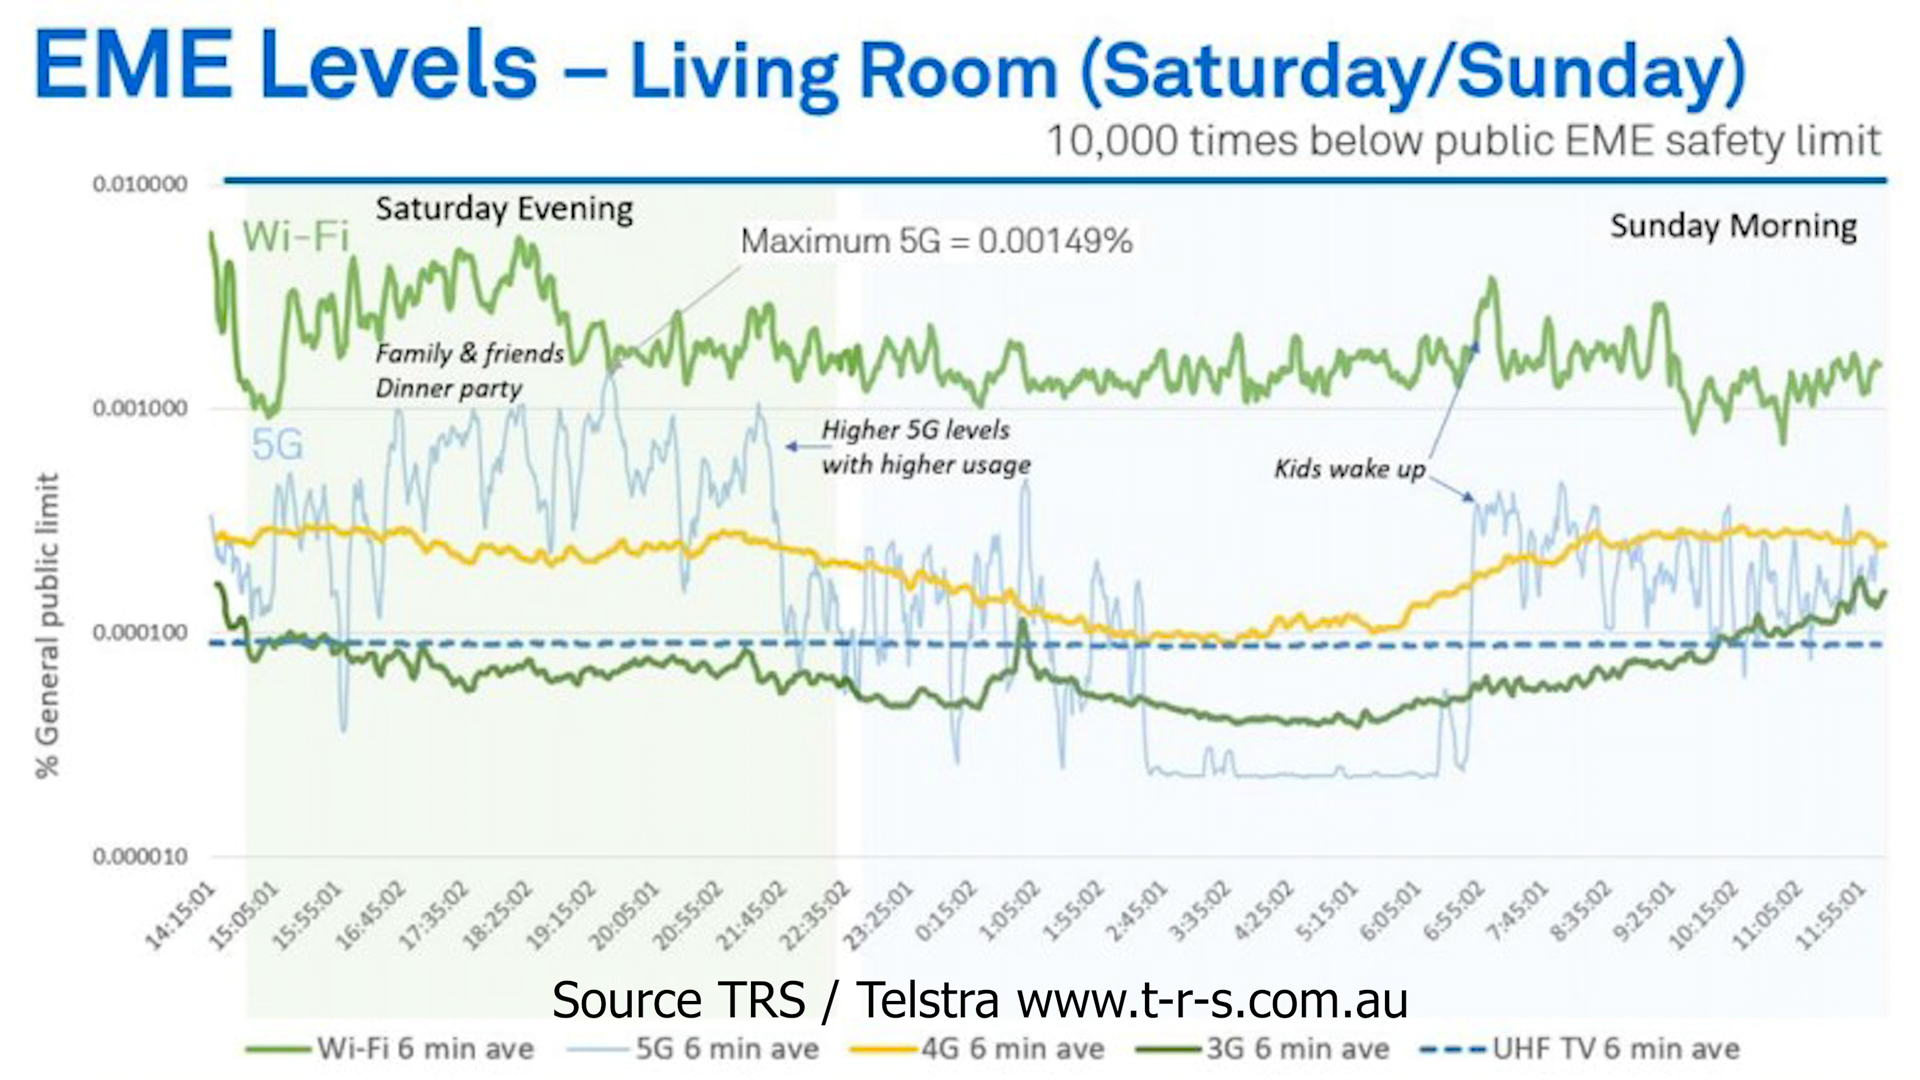 EME Levels – Living Room (Saturday/Sunday)
10,000 times below public EME safety limit
0.010000
Wi-Fi
Saturday Evening
Maximum 5G = 0.00149%
Sunday Morning
Family & friends
Dinner party
0.001000
5G
Higher 5G levels
with higher usage
Kids wake up
% General public limit
0.000100
0.000010
14:15:01
15:05:01
15:55:01
16:45:02
17:35:02
18:25:02
19:15:02
20:05:01
20:55:02
21:45:02
22:35:02
23:25:01
0:15:02
1:05:02
1:55:02
2:45:01
3:35:02
4:25:02
5:15:01
6:05:01
6:55:02
7:45:01
8:35:02
9:25:01
10:15:02
11:05:02
11:55:01
Source TRS / Telstra www.t-r-s.com.au
Wi-Fi 6 min ave
5G 6 min ave
4G 6 min ave
3G 6 min ave
UHF TV 6 min ave